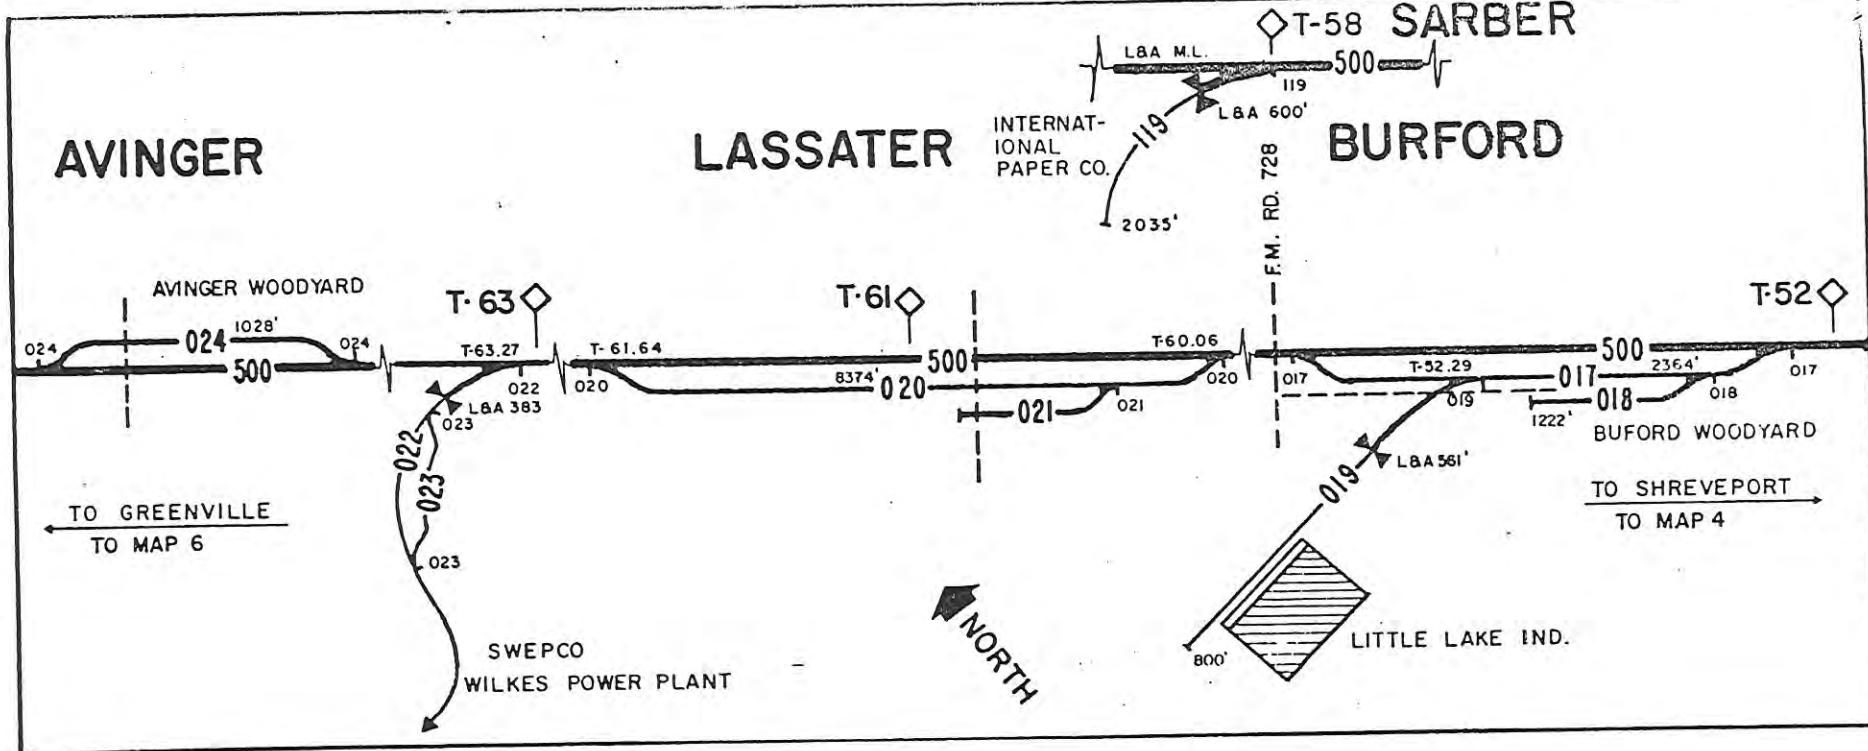 T-58 SARBER
L&A M.L.
500
119
L&A 600'
119
INTERNAT-
IONAL
PAPER CO.
2035'
AVINGER
LASSATER
BURFORD
F.M. RD. 728
AVINGER WOODYARD
T-63
T-61
T-52
024
024
1028'
024
500
T-63.27
022
L&A 383
023
022
023
023
T-61.64
020
8374'
020
500
T-60.06
020
021
021
017
T-52.29
019
017
500
2364'
017
018
018
1222'
BUFORD WOODYARD
L&A 561'
019
TO GREENVILLE
TO MAP 6
TO SHREVEPORT
TO MAP 4
NORTH
SWEPCO
WILKES POWER PLANT
800'
LITTLE LAKE IND.